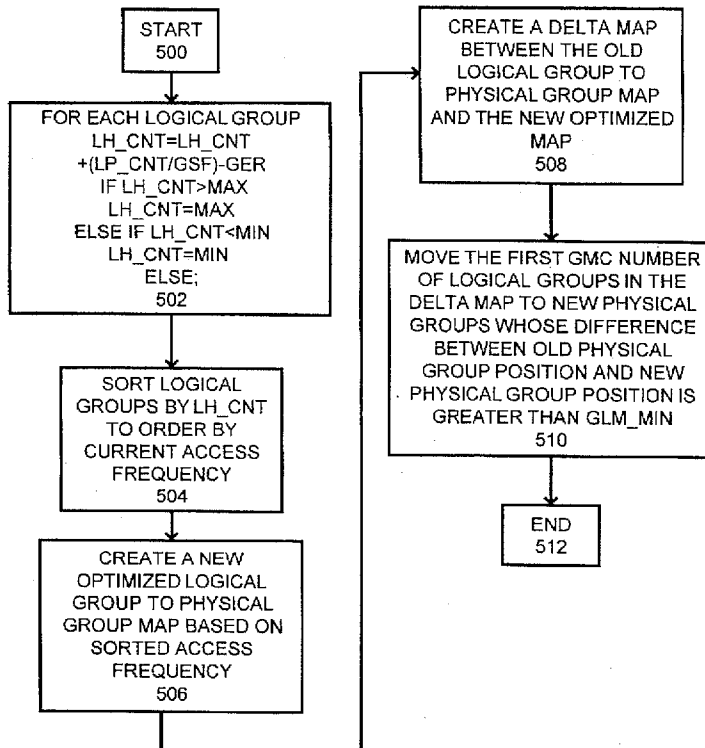 START
500
FOR EACH LOGICAL GROUP
LH_CNT=LH_CNT
+(LP_CNT/GSF)-GER
IF LH_CNT>MAX
LH_CNT=MAX
ELSE IF LH_CNT<MIN
LH_CNT=MIN
ELSE;
502
SORT LOGICAL
GROUPS BY LH_CNT
TO ORDER BY
CURRENT ACCESS
FREQUENCY
504
CREATE A NEW
OPTIMIZED LOGICAL
GROUP TO PHYSICAL
GROUP MAP BASED ON
SORTED ACCESS
FREQUENCY
506
CREATE A DELTA MAP
BETWEEN THE OLD
LOGICAL GROUP TO
PHYSICAL GROUP MAP
AND THE NEW OPTIMIZED
MAP
508
MOVE THE FIRST GMC NUMBER
OF LOGICAL GROUPS IN THE
DELTA MAP TO NEW PHYSICAL
GROUPS WHOSE DIFFERENCE
BETWEEN OLD PHYSICAL
GROUP POSITION AND NEW
PHYSICAL GROUP POSITION IS
GREATER THAN GLM_MIN
510
END
512